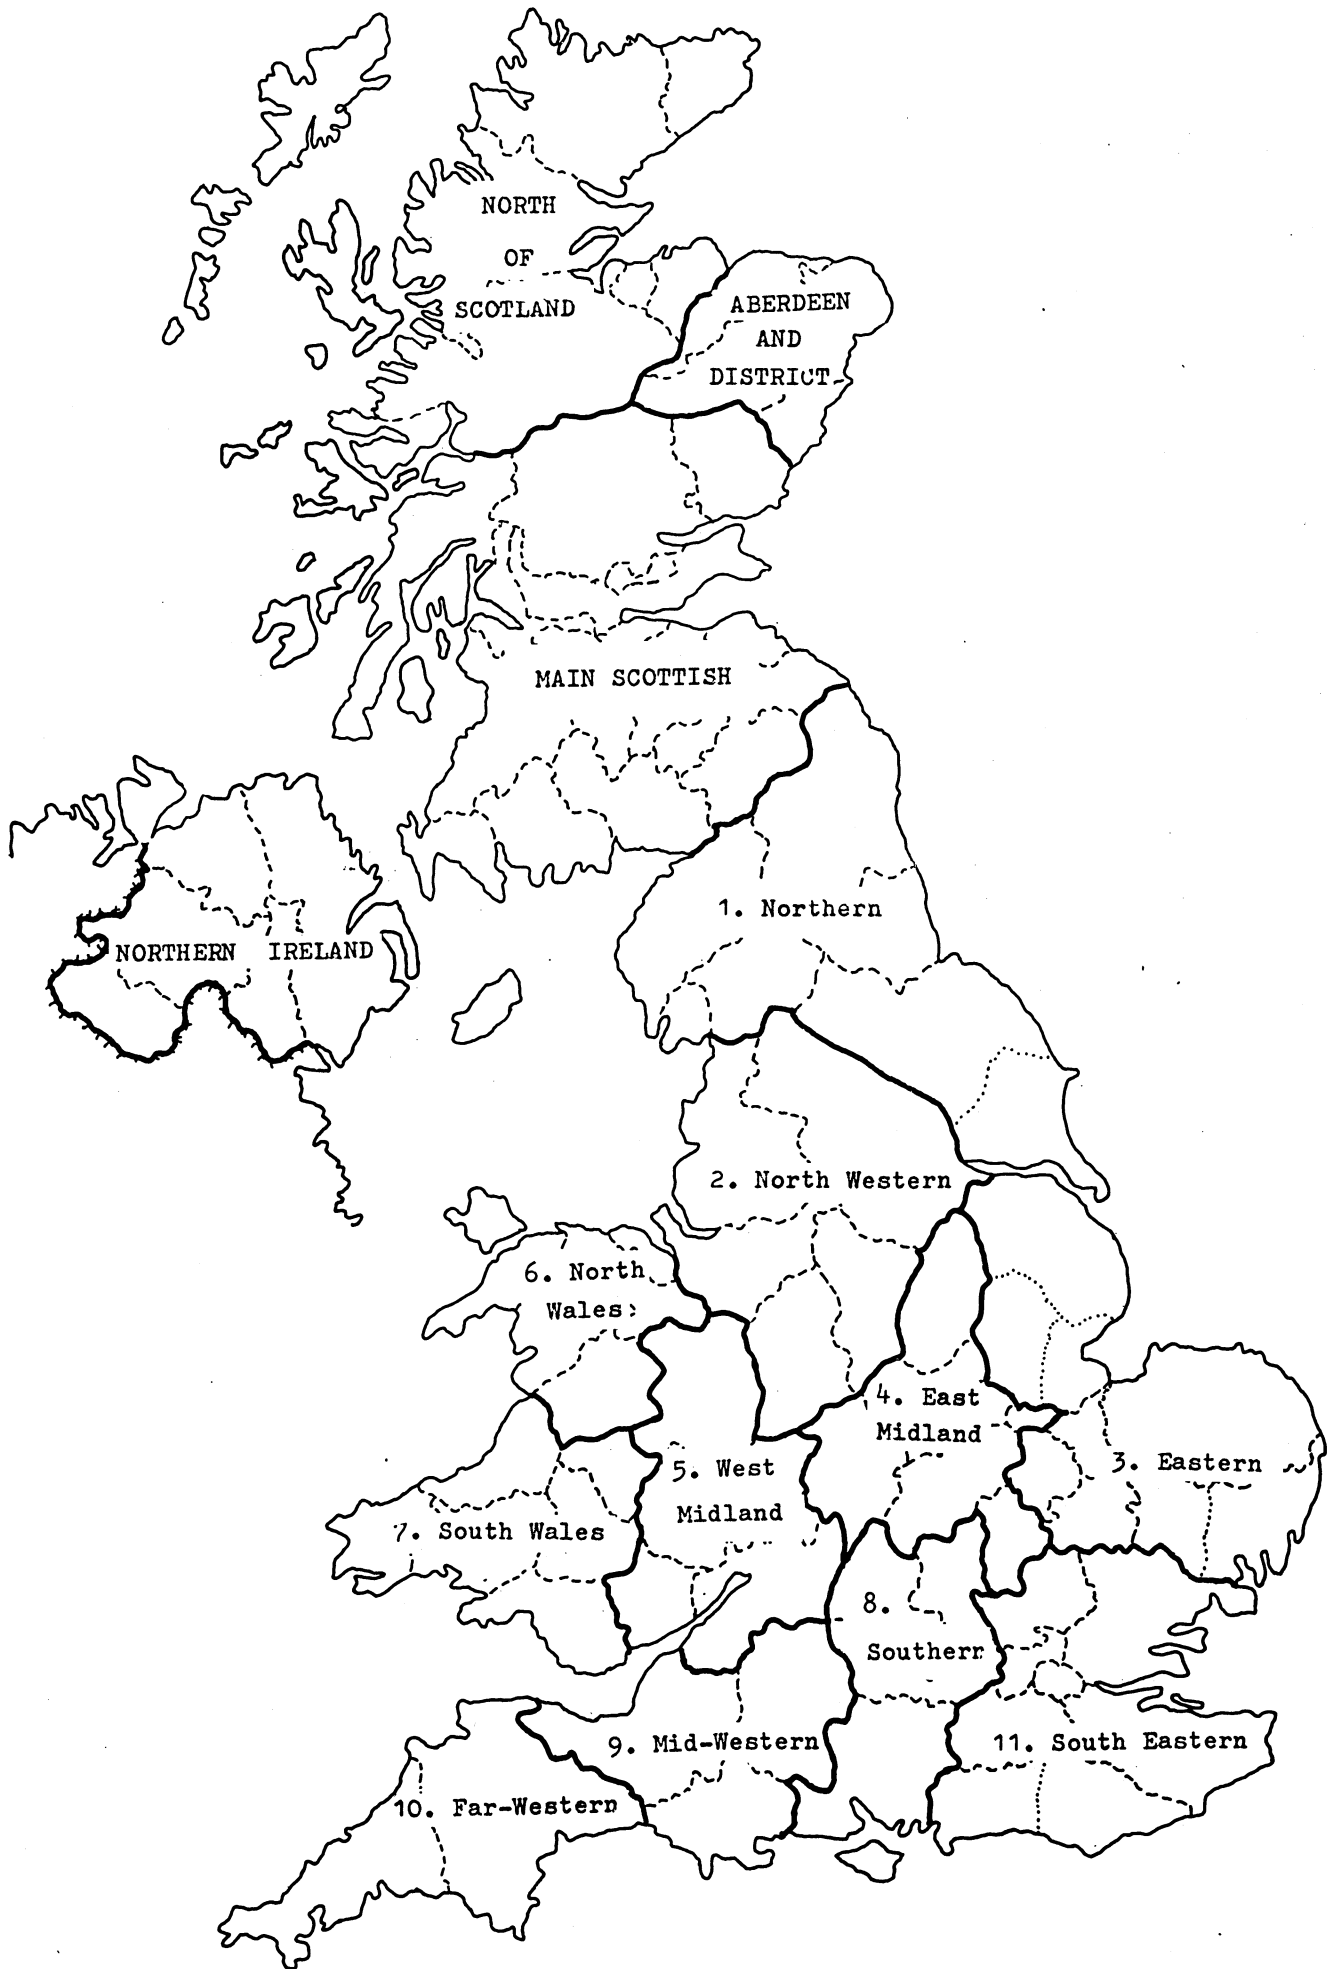 NORTH
OF
SCOTLAND
ABERDEEN
AND
DISTRICT
MAIN SCOTTISH
1. Northern
NORTHERN IRELAND
2. North Western
6. North
Wales
4. East
Midland
3. Eastern
5. West
Midland
7. South Wales
8.
Southern
9. Mid-Western
11. South Eastern
10. Far-Western